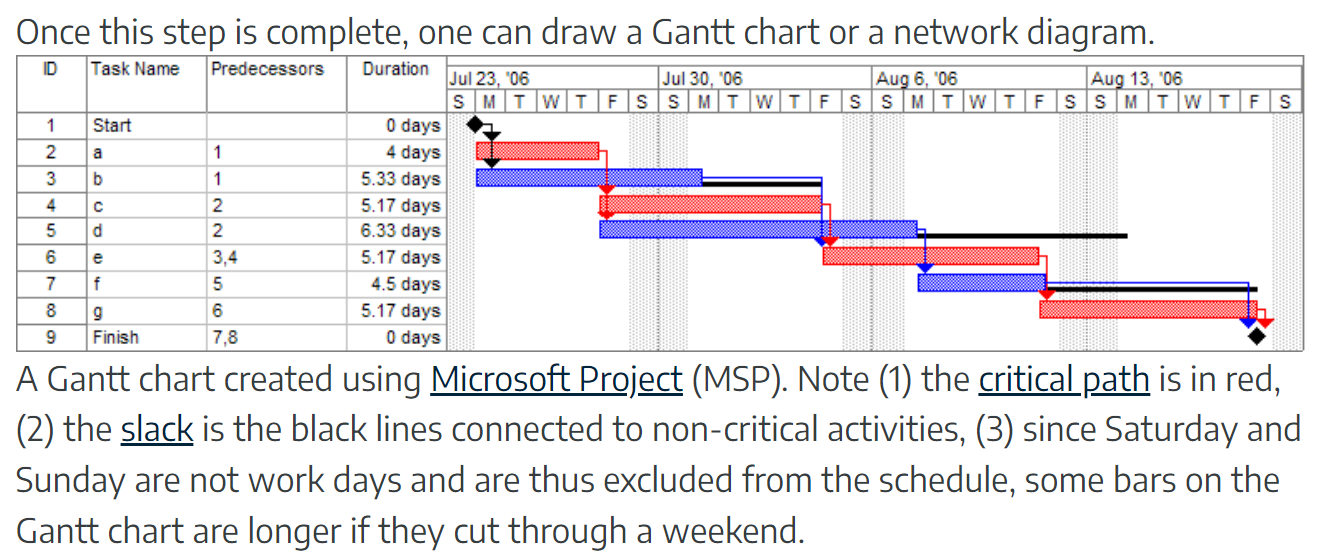 Once this step is complete, one can draw a Gantt chart or a network diagram.
ID Task Name Predecessors Duration Jul 23, '06 Jul 30, '06 Aug 6, '06 Aug 13, '06
S M T W T F S S M T W T F S S M T W T F S S M T W T F S
1 Start 0 days
2 a 1 4 days
3 b 1 5.33 days
4 c 2 5.17 days
5 d 2 6.33 days
6 e 3,4 5.17 days
7 f 5 4.5 days
8 g 6 5.17 days
9 Finish 7,8 0 days
A Gantt chart created using Microsoft Project (MSP). Note (1) the critical path is in red,
(2) the slack is the black lines connected to non-critical activities, (3) since Saturday and
Sunday are not work days and are thus excluded from the schedule, some bars on the
Gantt chart are longer if they cut through a weekend.